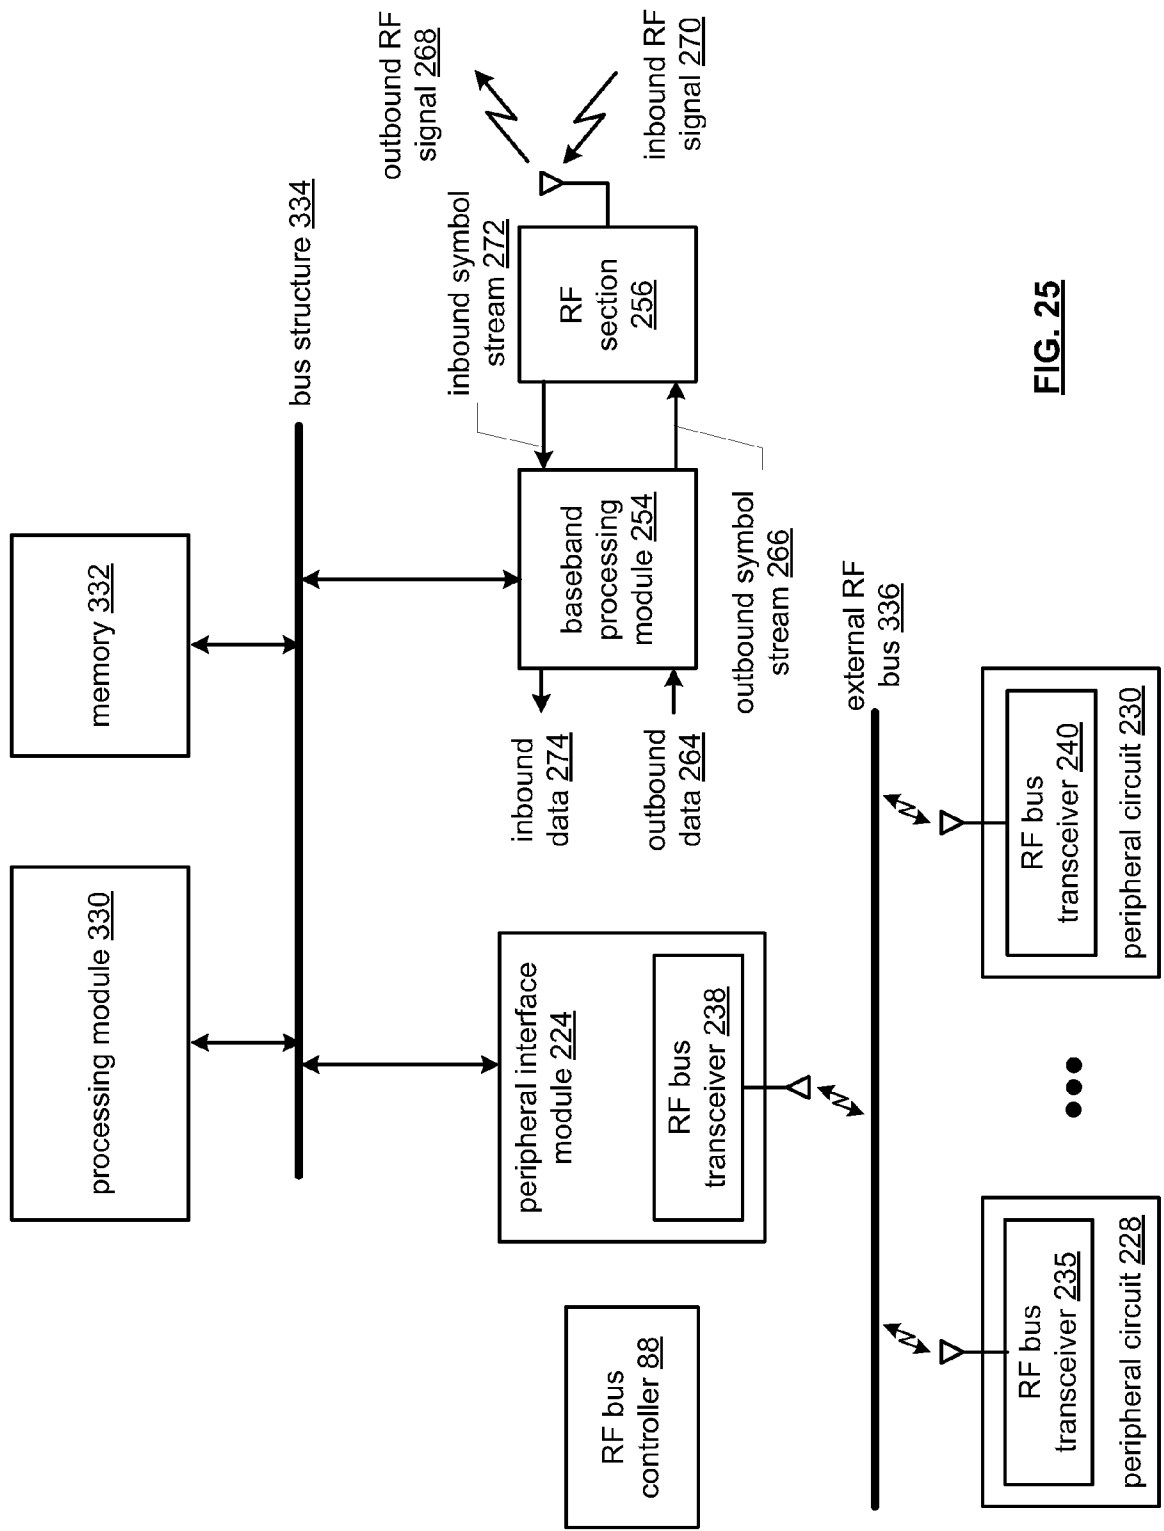 processing module 330
memory 332
bus structure 334
outbound RF
signal 268
inbound symbol
stream 272
RF bus
controller 88
peripheral interface
module 224
RF bus
transceiver 238
inbound
data 274
outbound
data 264
baseband
processing
module 254
RF
section
256
inbound RF
signal 270
outbound symbol
stream 266
external RF
bus 336
RF bus
transceiver 235
peripheral circuit 228
RF bus
transceiver 240
peripheral circuit 230
FIG. 25